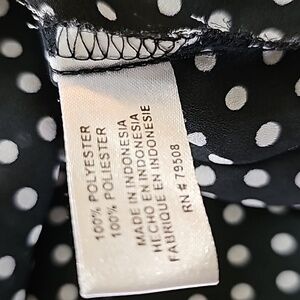 100% POLYESTER
100% POLIESTER
MADE IN INDONESIA
HECHO EN INDONESIA
FABRIQUE EN INDONESIE
RN # 79508